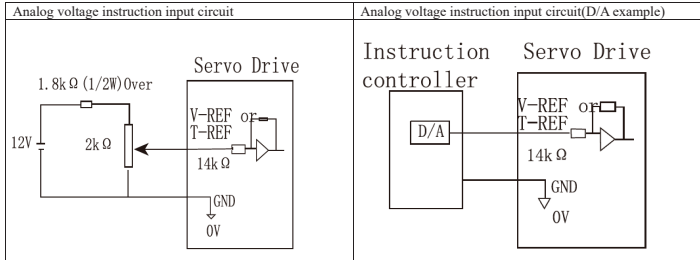 Analog voltage instruction input circuit
Servo Drive
1.8kΩ(1/2W)Over
V-REF or
T-REF
12V
2kΩ
14kΩ
GND
0V
Analog voltage instruction input circuit(D/A example)
Instruction
controller
Servo Drive
V-REF or
T-REF
D/A
14kΩ
GND
0V